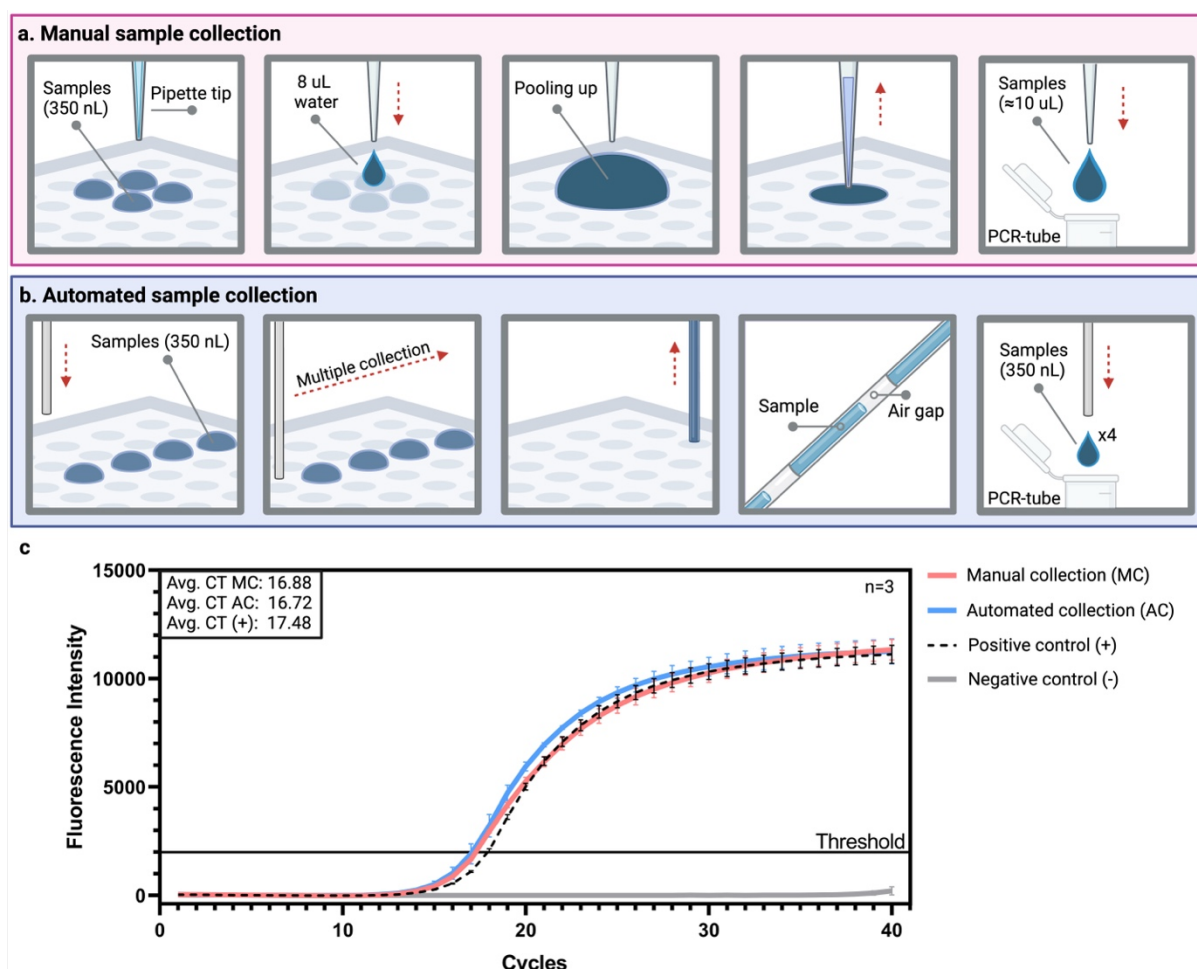 a. Manual sample collection
Samples
(350 nL)
Pipette tip
8 uL
water
Pooling up
Samples
(≈10 uL)
PCR-tube
b. Automated sample collection
Samples (350 nL)
Multiple collection
Sample
Air gap
Samples
(350 nL)
x4
PCR-tube
c
15000
10000
5000
0
Fluorescence Intensity
Avg. CT MC: 16.88
Avg. CT AC: 16.72
Avg. CT (+): 17.48
n=3
Threshold
0 10 20 30 40
Cycles
Manual collection (MC)
Automated collection (AC)
Positive control (+)
Negative control (-)